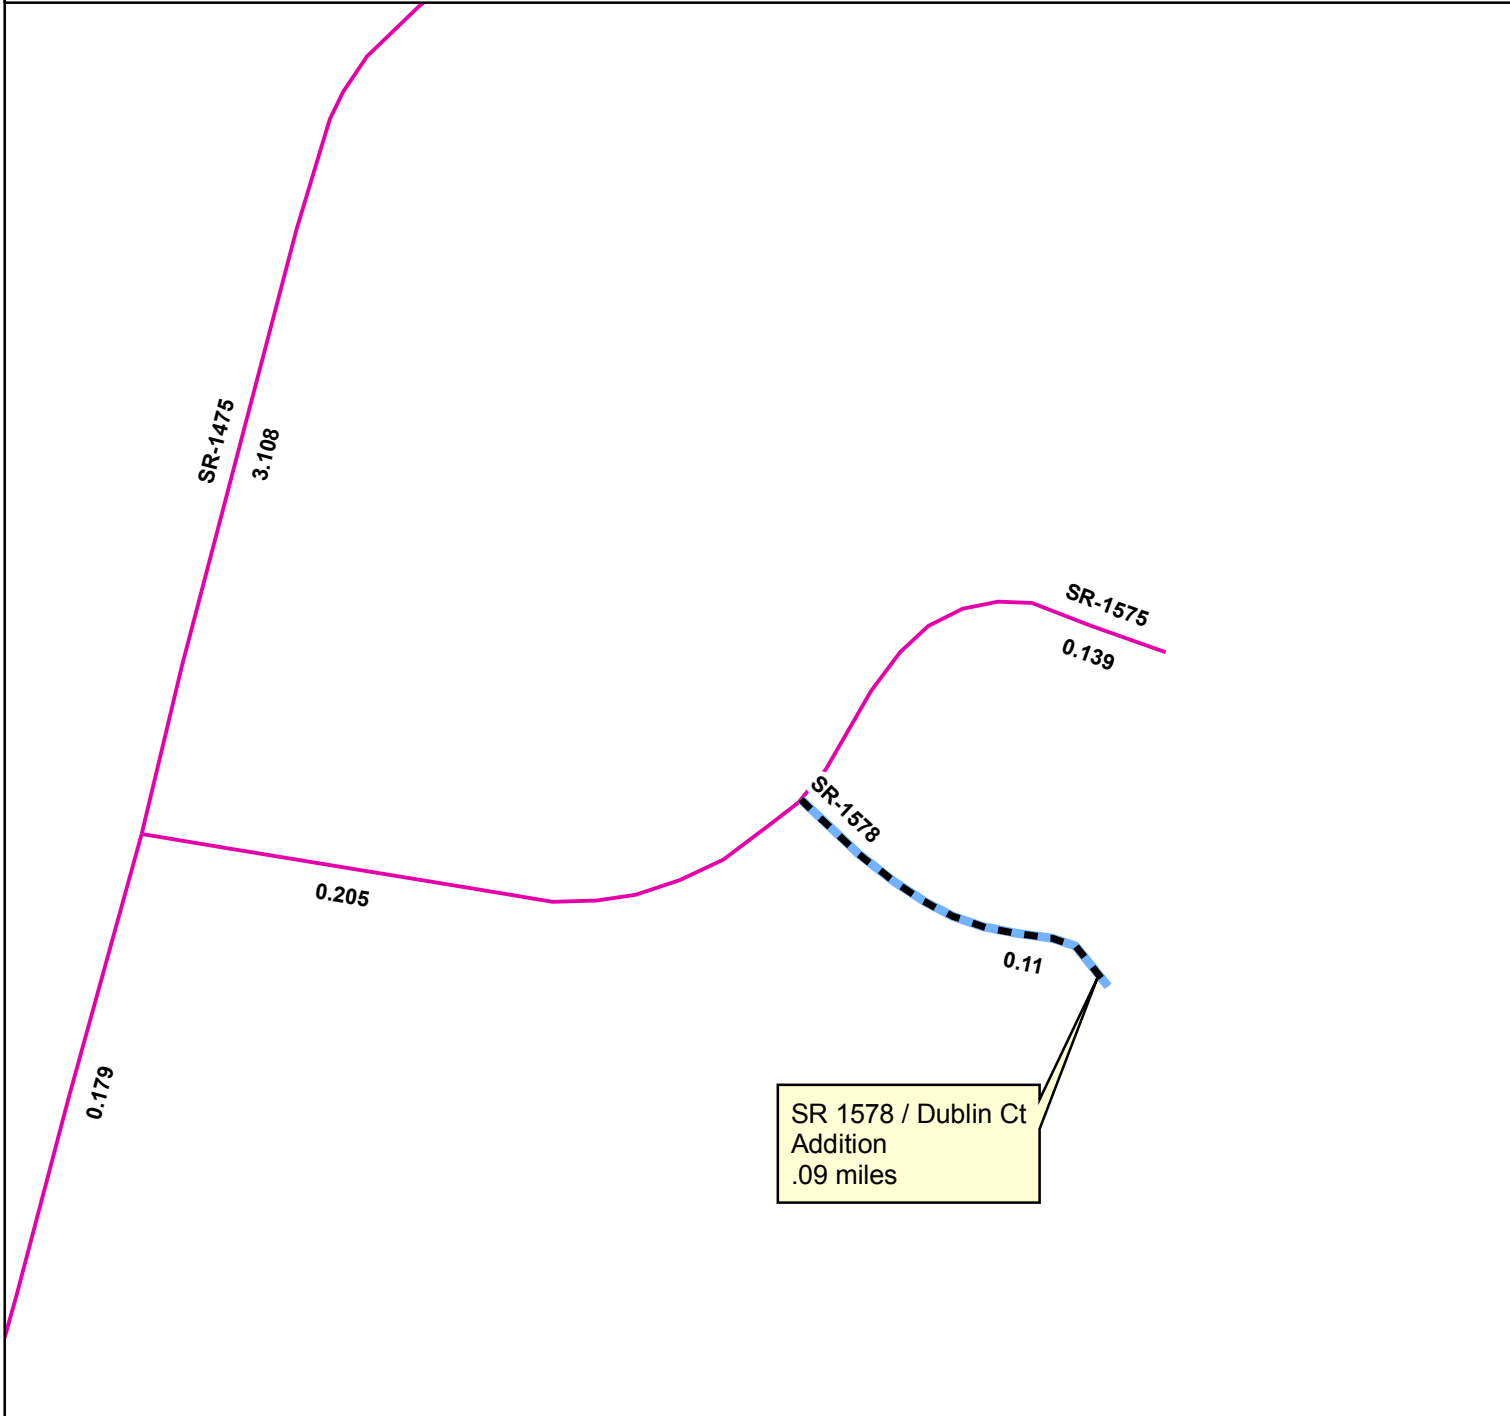 SR-1475
3.108
SR-1575
0.139
SR-1578
0.205
0.11
0.179
SR 1578 / Dublin Ct
Addition
.09 miles